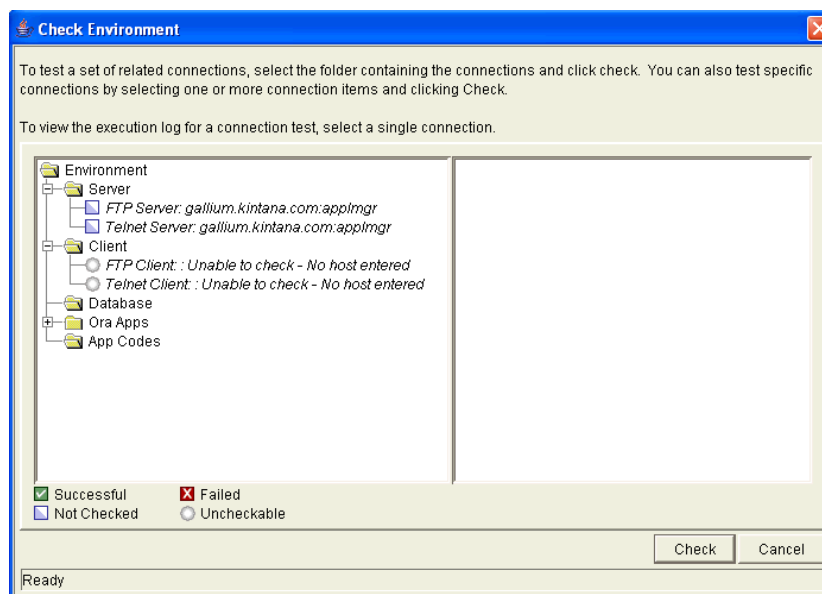 Check Environment
To test a set of related connections, select the folder containing the connections and click check. You can also test specific
connections by selecting one or more connection items and clicking Check.
To view the execution log for a connection test, select a single connection.
Environment
Server
FTP Server: gallium.kintana.com:applmgr
Telnet Server: gallium.kintana.com:applmgr
Client
FTP Client: : Unable to check - No host entered
Telnet Client: : Unable to check - No host entered
Database
Ora Apps
App Codes
Successful Failed
Not Checked Uncheckable
Check Cancel
Ready